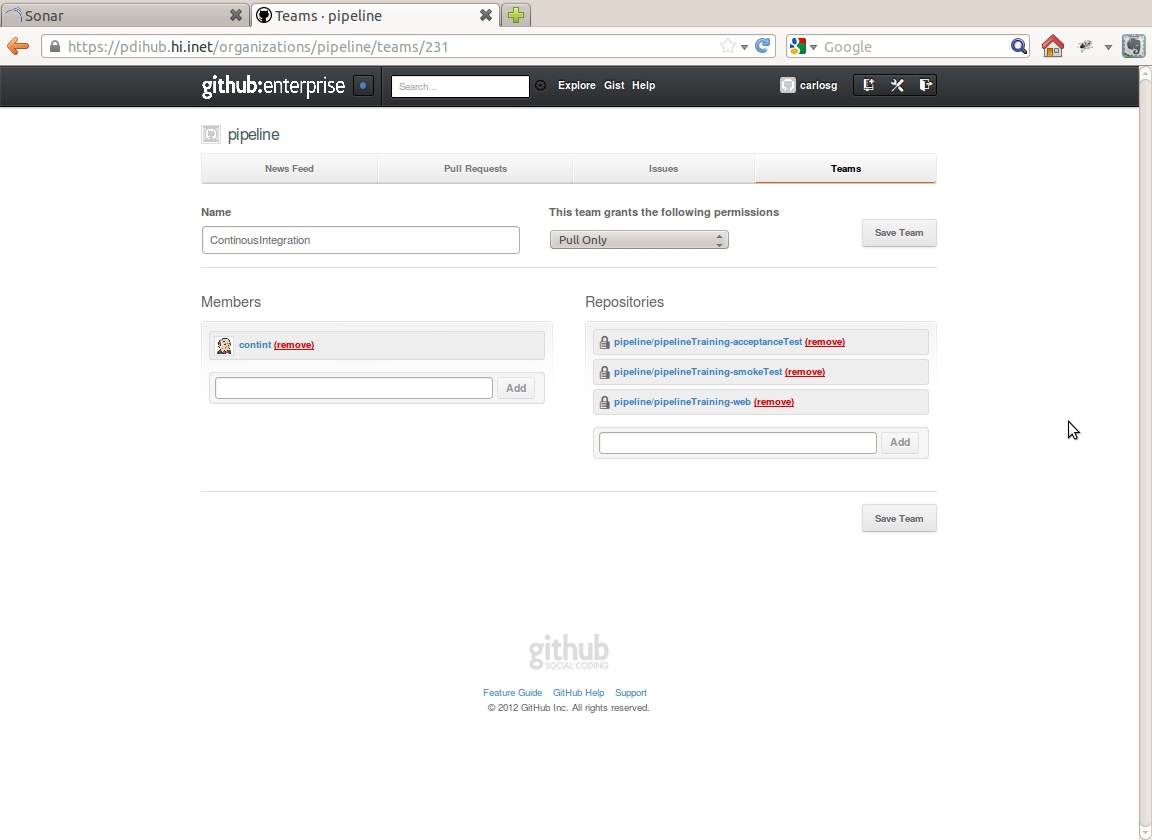 Sonar
Teams · pipeline
https://pdihub.hi.inet/organizations/pipeline/teams/231
Google
github:enterprise
Search...
Explore Gist Help
carlosg
pipeline
News Feed
Pull Requests
Issues
Teams
Name
This team grants the following permissions
ContinousIntegration
Pull Only
Save Team
Members
Repositories
contint (remove)
Add
pipeline/pipelineTraining-acceptanceTest (remove)
pipeline/pipelineTraining-smokeTest (remove)
pipeline/pipelineTraining-web (remove)
Add
Save Team
github
SOCIAL CODING
Feature Guide GitHub Help Support
© 2012 GitHub Inc. All rights reserved.